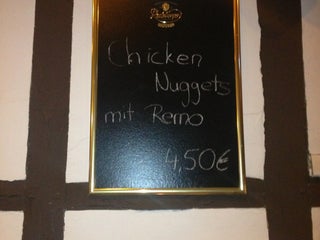 Chicken
Nuggets
mit Remo
4,50€